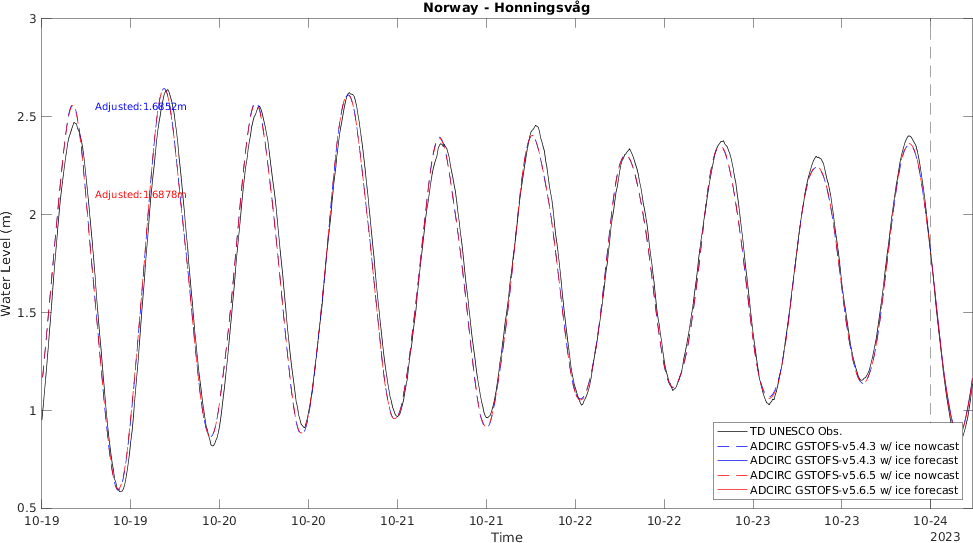 Norway - Honningsvåg
3
2.5
2
1.5
1
0.5
Water Level (m)
Adjusted:1.6852m
Adjusted:1.6878m
TD UNESCO Obs.
ADCIRC GSTOFS-v5.4.3 w/ ice nowcast
ADCIRC GSTOFS-v5.4.3 w/ ice forecast
ADCIRC GSTOFS-v5.6.5 w/ ice nowcast
ADCIRC GSTOFS-v5.6.5 w/ ice forecast
10-19 10-19 10-20 10-20 10-21 10-21 10-22 10-22 10-23 10-23 10-24
2023
Time